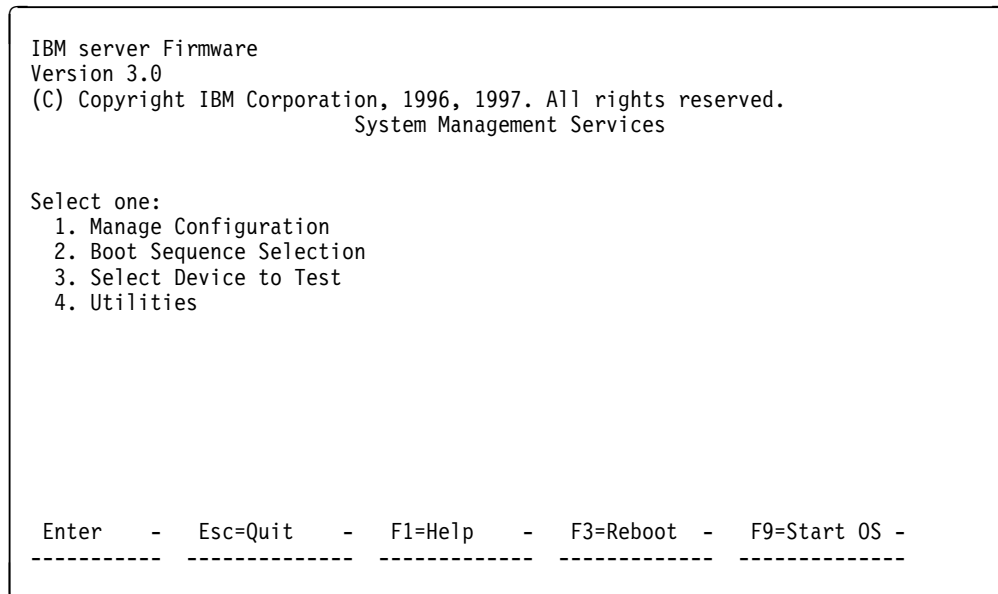 IBM server Firmware
Version 3.0
(C) Copyright IBM Corporation, 1996, 1997. All rights reserved.
System Management Services
Select one:
1. Manage Configuration
2. Boot Sequence Selection
3. Select Device to Test
4. Utilities
Enter - Esc=Quit - F1=Help - F3=Reboot - F9=Start OS -
----------- -------------- ------------- ------------- --------------